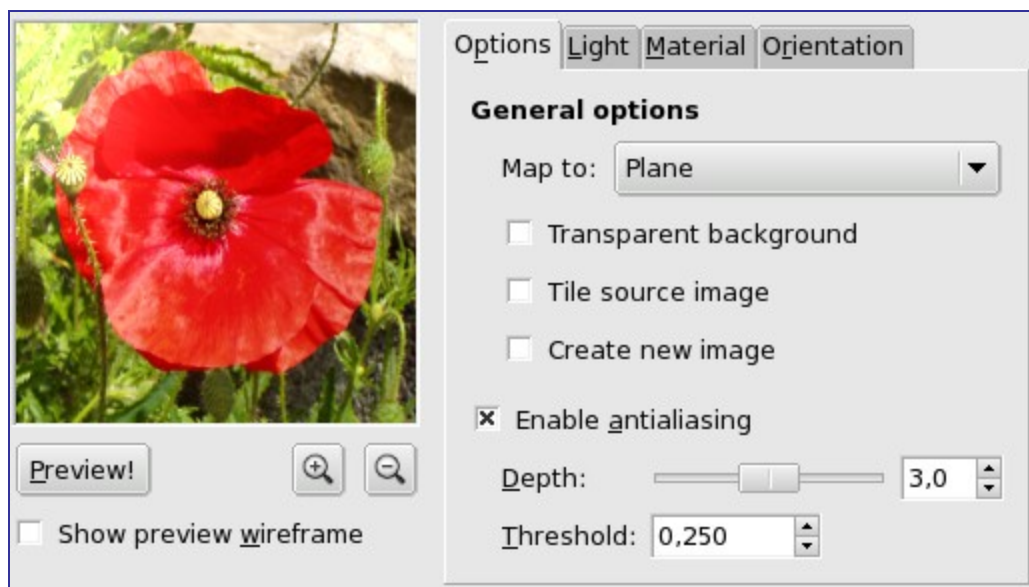 Options Light Material Orientation
General options
Map to: Plane
Transparent background
Tile source image
Create new image
Enable antialiasing
Depth: 3,0
Threshold: 0,250
Preview!
Show preview wireframe